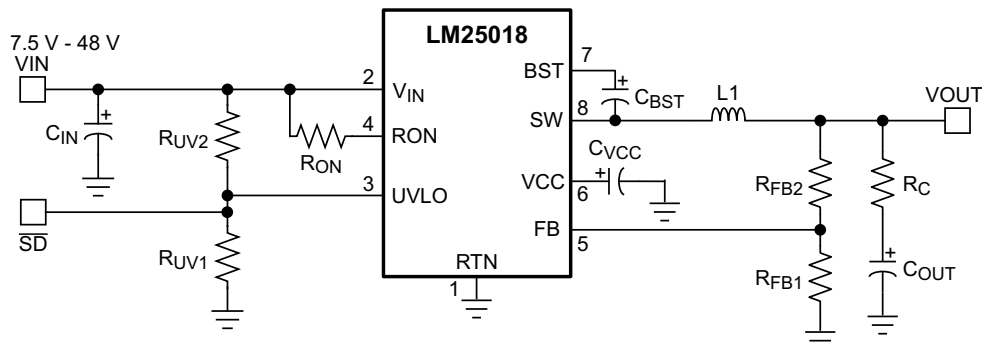 LM25018
7.5 V - 48 V
VIN
7
BST
2
VIN
CBST
L1
VOUT
8
SW
CIN
RUV2
4
RON
RON
CVCC
3
UVLO
VCC
6
RFB2
RC
SD
FB
5
RUV1
RTN
1
RFB1
COUT
+
+
+
+